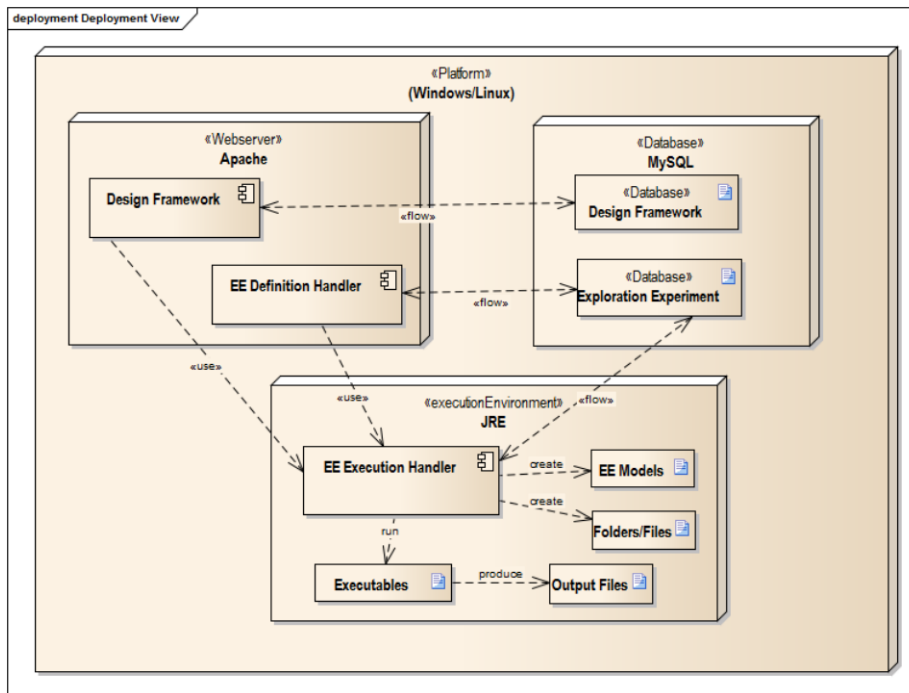 deployment Deployment View
«Platform»
(Windows/Linux)
«Webserver»
Apache
Design Framework
EE Definition Handler
«Database»
MySQL
«Database»
Design Framework
«Database»
Exploration Experiment
«flow»
«flow»
«use»
«use»
«flow»
«executionEnvironment»
JRE
EE Execution Handler
create
EE Models
create
Folders/Files
run
Executables
produce
Output Files